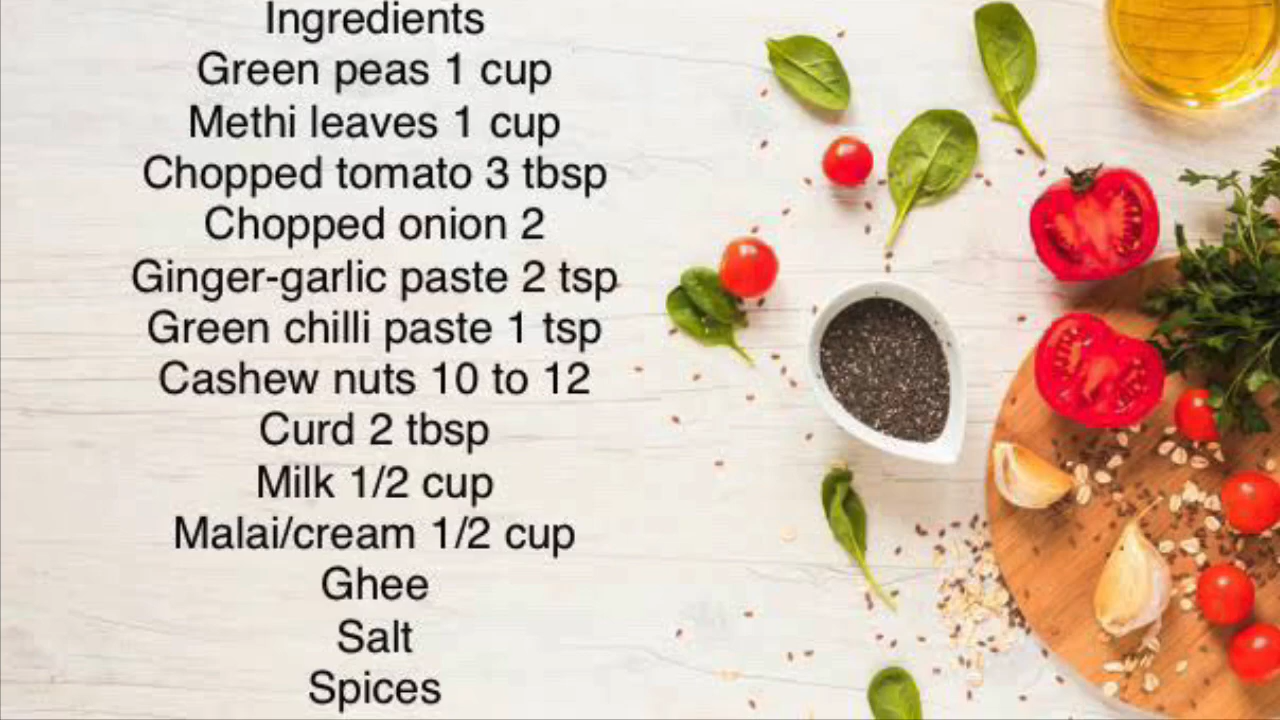 Ingredients
Green peas 1 cup
Methi leaves 1 cup
Chopped tomato 3 tbsp
Chopped onion 2
Ginger-garlic paste 2 tsp
Green chilli paste 1 tsp
Cashew nuts 10 to 12
Curd 2 tbsp
Milk 1/2 cup
Malai/cream 1/2 cup
Ghee
Salt
Spices